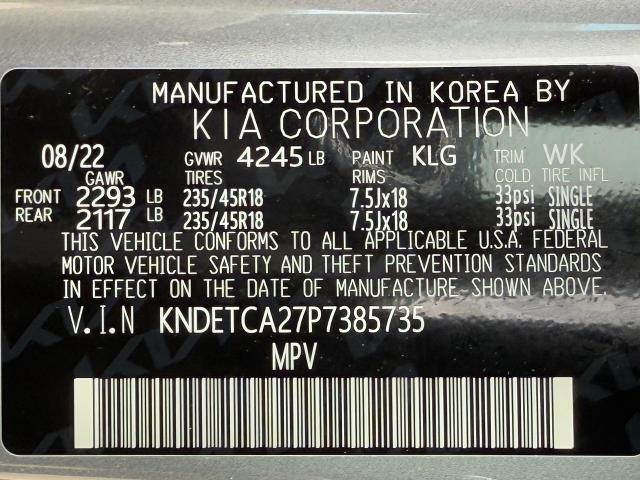 MANUFACTURED IN KOREA BY
KIA CORPORATION
08/22 GVWR 4245 LB PAINT KLG TRIM WK
GAWR TIRES RIMS COLD TIRE INFL
FRONT 2293 LB 235/45R18 7.5Jx18 33psi SINGLE
REAR 2117 LB 235/45R18 7.5Jx18 33psi SINGLE
THIS VEHICLE CONFORMS TO ALL APPLICABLE U.S.A. FEDERAL
MOTOR VEHICLE SAFETY AND THEFT PREVENTION STANDARDS
IN EFFECT ON THE DATE OF MANUFACTURE SHOWN ABOVE.
V.I.N KNDETCA27P7385735
MPV